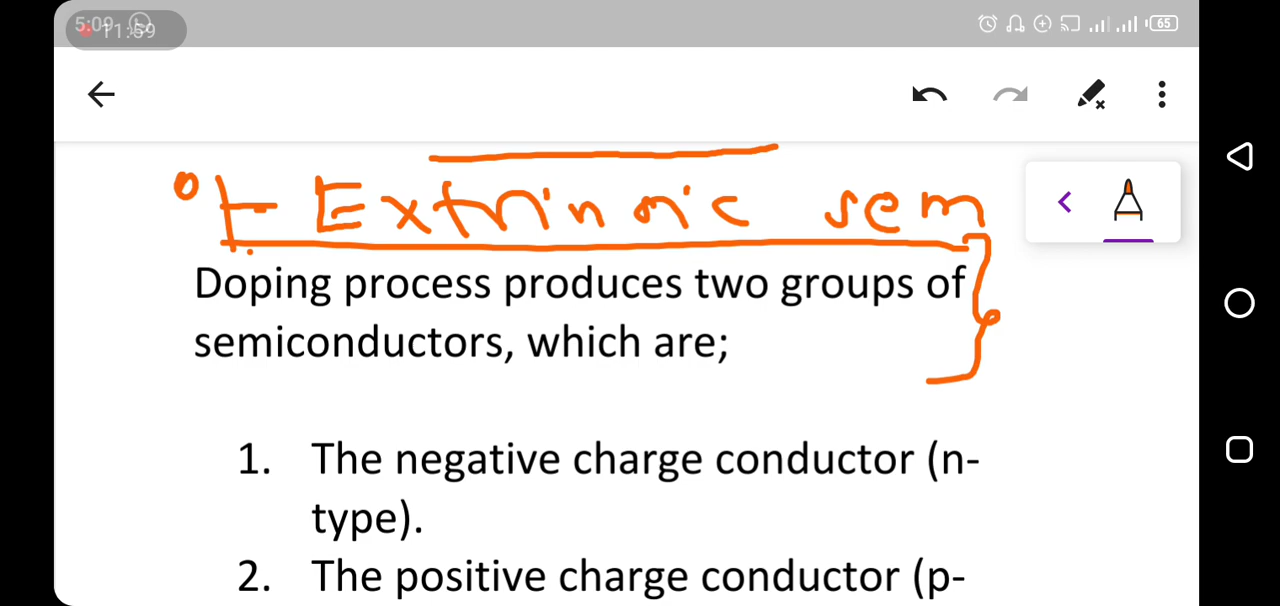 65
Extrinsic sem
Doping process produces two groups of
semiconductors, which are;
1. The negative charge conductor (n-
type).
2. The positive charge conductor (p-